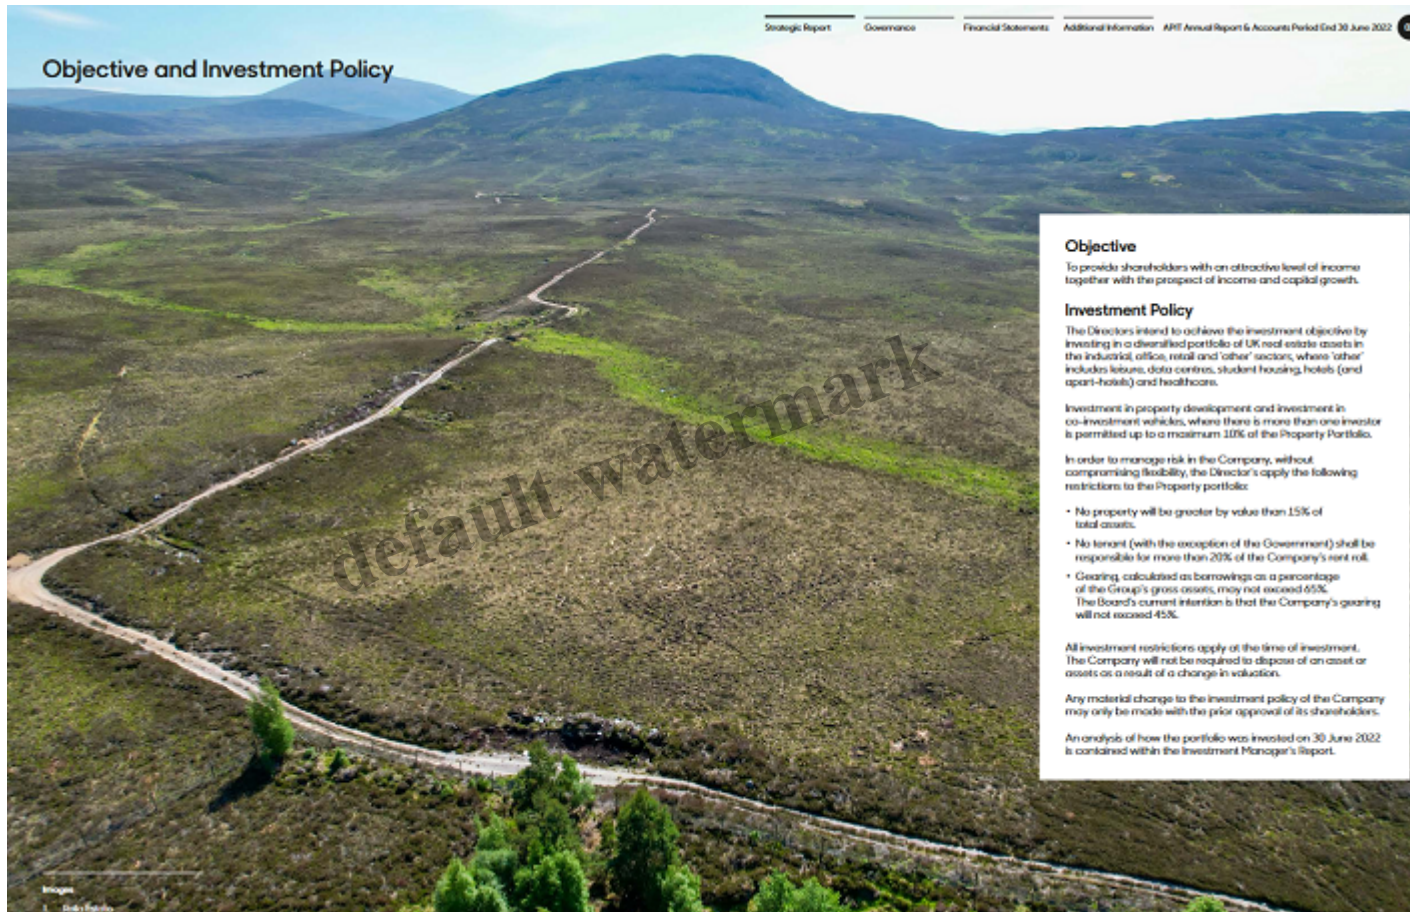 Strategic Report
Governance
Financial Statements
Additional Information
APIT Annual Report & Accounts Period End 30 June 2022
Objective and Investment Policy
Objective
To provide shareholders with an attractive level of income
together with the prospect of income and capital growth.
Investment Policy
The Directors intend to achieve the investment objective by
investing in a diversified portfolio of UK real estate assets in
the industrial, office, retail and 'other' sectors, where 'other'
includes leisure, data centres, student housing, hotels (and
apart-hotels) and healthcare.
Investment in property development and investment in
co-investment vehicles, where there is more than one investor
is permitted up to a maximum 10% of the Property Portfolio.
In order to manage risk in the Company, without
compromising flexibility, the Director's apply the following
restrictions to the Property portfolio:
• No property will be greater by value than 15% of
total assets.
• No tenant (with the exception of the Government) shall be
responsible for more than 20% of the Company's rent roll.
• Gearing, calculated as borrowings as a percentage
of the Group's gross assets, may not exceed 65%.
The Board's current intention is that the Company's gearing
will not exceed 45%.
All investment restrictions apply at the time of investment.
The Company will not be required to dispose of an asset or
assets as a result of a change in valuation.
Any material change to the investment policy of the Company
may only be made with the prior approval of its shareholders.
An analysis of how the portfolio was invested on 30 June 2022
is contained within the Investment Manager's Report.
default watermark
Images